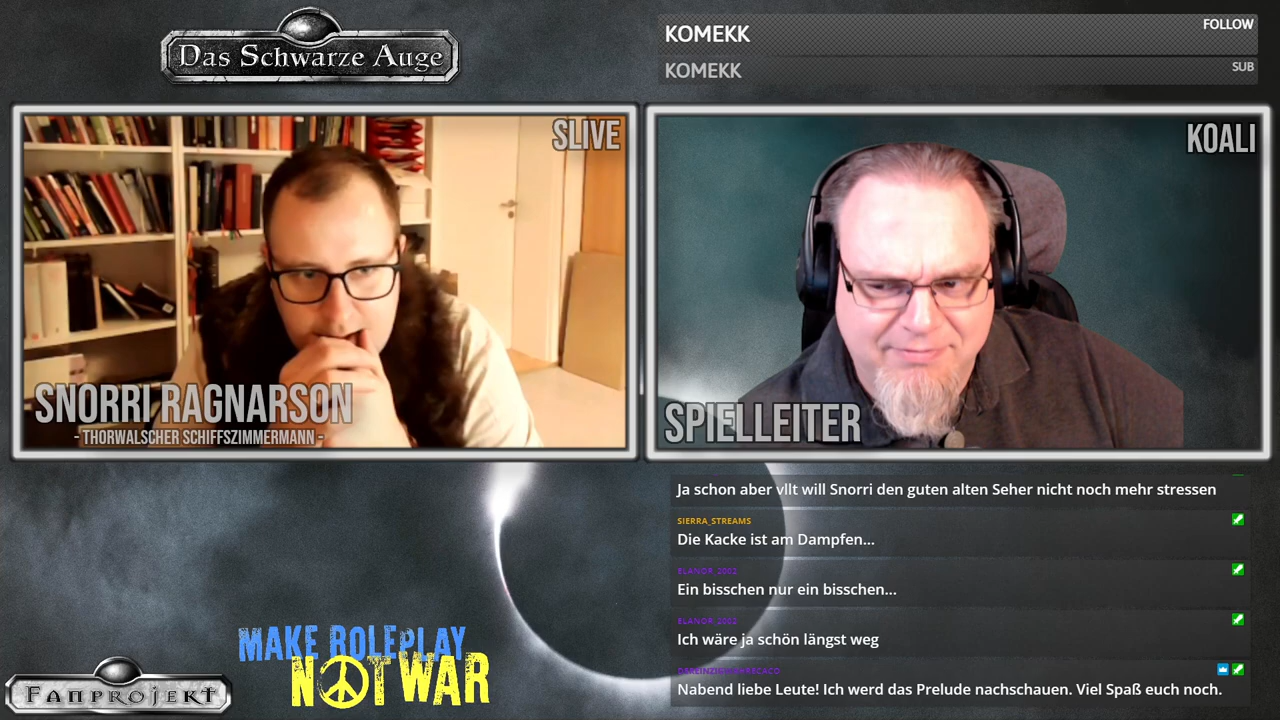 Das Schwarze Auge
KOMEKK
FOLLOW
KOMEKK
SUB
SLIVE
SNORRI RAGNARSON
- THORWALSCHER SCHIFFSZIMMERMANN -
KOALI
SPIELLEITER
Ja schon aber vllt will Snorri den guten alten Seher nicht noch mehr stressen
SIERRA_STREAMS
Die Kacke ist am Dampfen...
ELANOR_2002
Ein bisschen nur ein bisschen...
ELANOR_2002
Ich wäre ja schön längst weg
Nabend liebe Leute! Ich werd das Prelude nachschauen. Viel Spaß euch noch.
MAKE ROLEPLAY
NOT WAR
FANPROJEKT